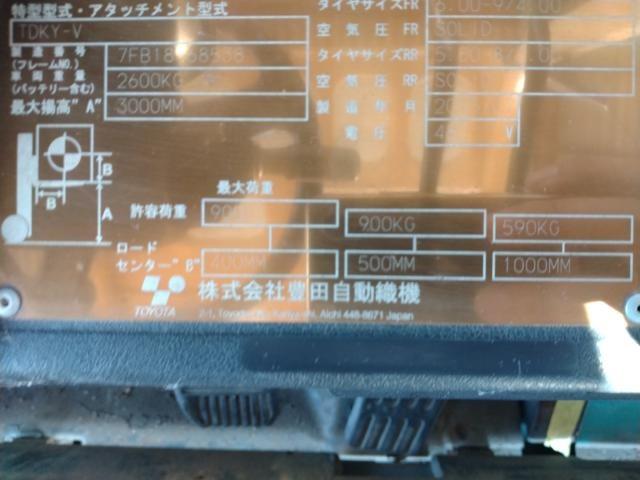 特型型式・アタッチメント型式
TDKY-V
製造番号
(フレームNO.)
車両重量
(バッテリー含む)
2600KG
最大揚高"A"
3000MM
タイヤサイズFR
空気圧FR
SOLID
タイヤサイズRR
空気圧RR
製造年月
電圧
V
B
B
A
最大荷重
許容荷重
900KG
590KG
ロード
センター"B"
400MM
500MM
1000MM
TOYOTA
株式会社豊田自動織機
Aichi 448-8671 Japan